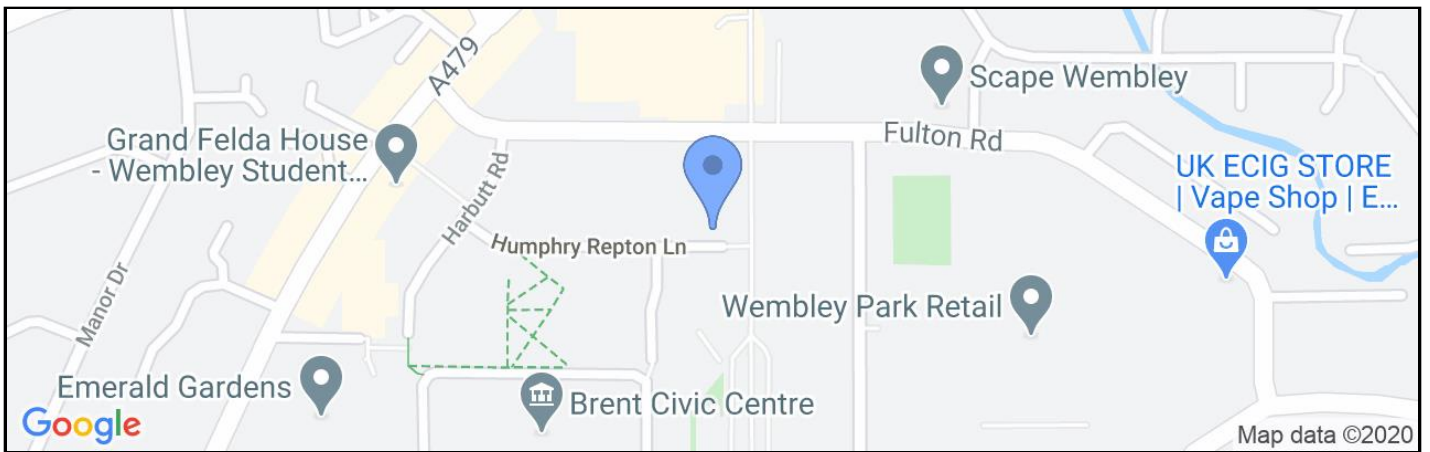 A479
Scape Wembley
Grand Felda House
- Wembley Student...
Fulton Rd
Harbutt Rd
UK ECIG STORE
| Vape Shop | E...
Humphry Repton Ln
Manor Dr
Wembley Park Retail
Emerald Gardens
Brent Civic Centre
Google
Map data ©2020